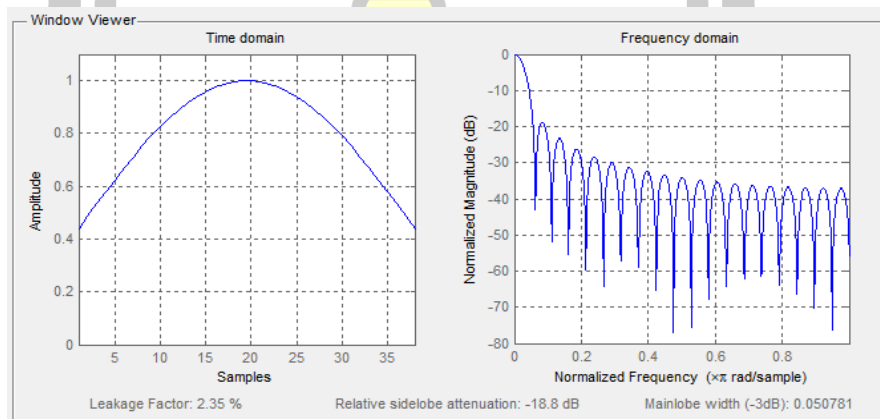 Window Viewer
Time domain
Frequency domain
Amplitude
1
0.8
0.6
0.4
0.2
0
5 10 15 20 25 30 35
Samples
Normalized Magnitude (dB)
0
-10
-20
-30
-40
-50
-60
-70
-80
0 0.2 0.4 0.6 0.8
Normalized Frequency (×π rad/sample)
Leakage Factor: 2.35 %
Relative sidelobe attenuation: -18.8 dB
Mainlobe width (-3dB): 0.050781